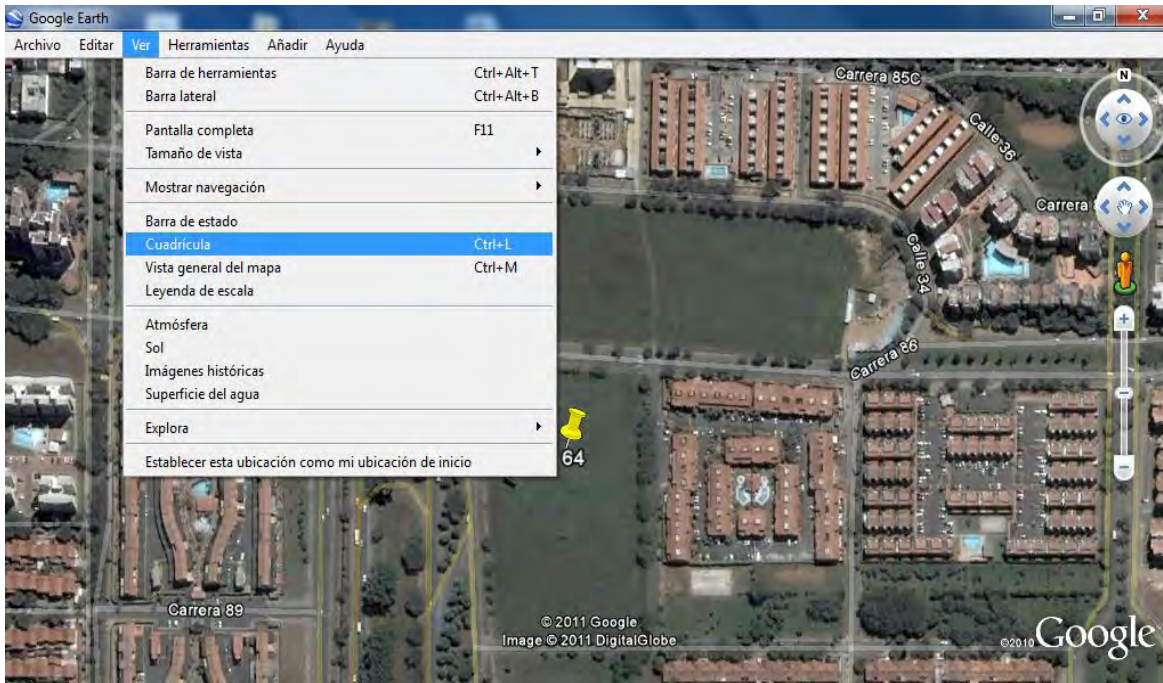 Google Earth
Archivo Editar Ver Herramientas Añadir Ayuda
Barra de herramientas Ctrl+Alt+T
Barra lateral Ctrl+Alt+B
Pantalla completa F11
Tamaño de vista
Mostrar navegación
Barra de estado
Cuadrícula Ctrl+L
Vista general del mapa Ctrl+M
Leyenda de escala
Atmósfera
Sol
Imágenes históricas
Superficie del agua
Explora
Establecer esta ubicación como mi ubicación de inicio
Carrera 85C
N
Calle 36
Carrera
Calle 34
Carrera 86
64
Carrera 89
© 2011 Google
Image © 2011 DigitalGlobe
©2010 Google